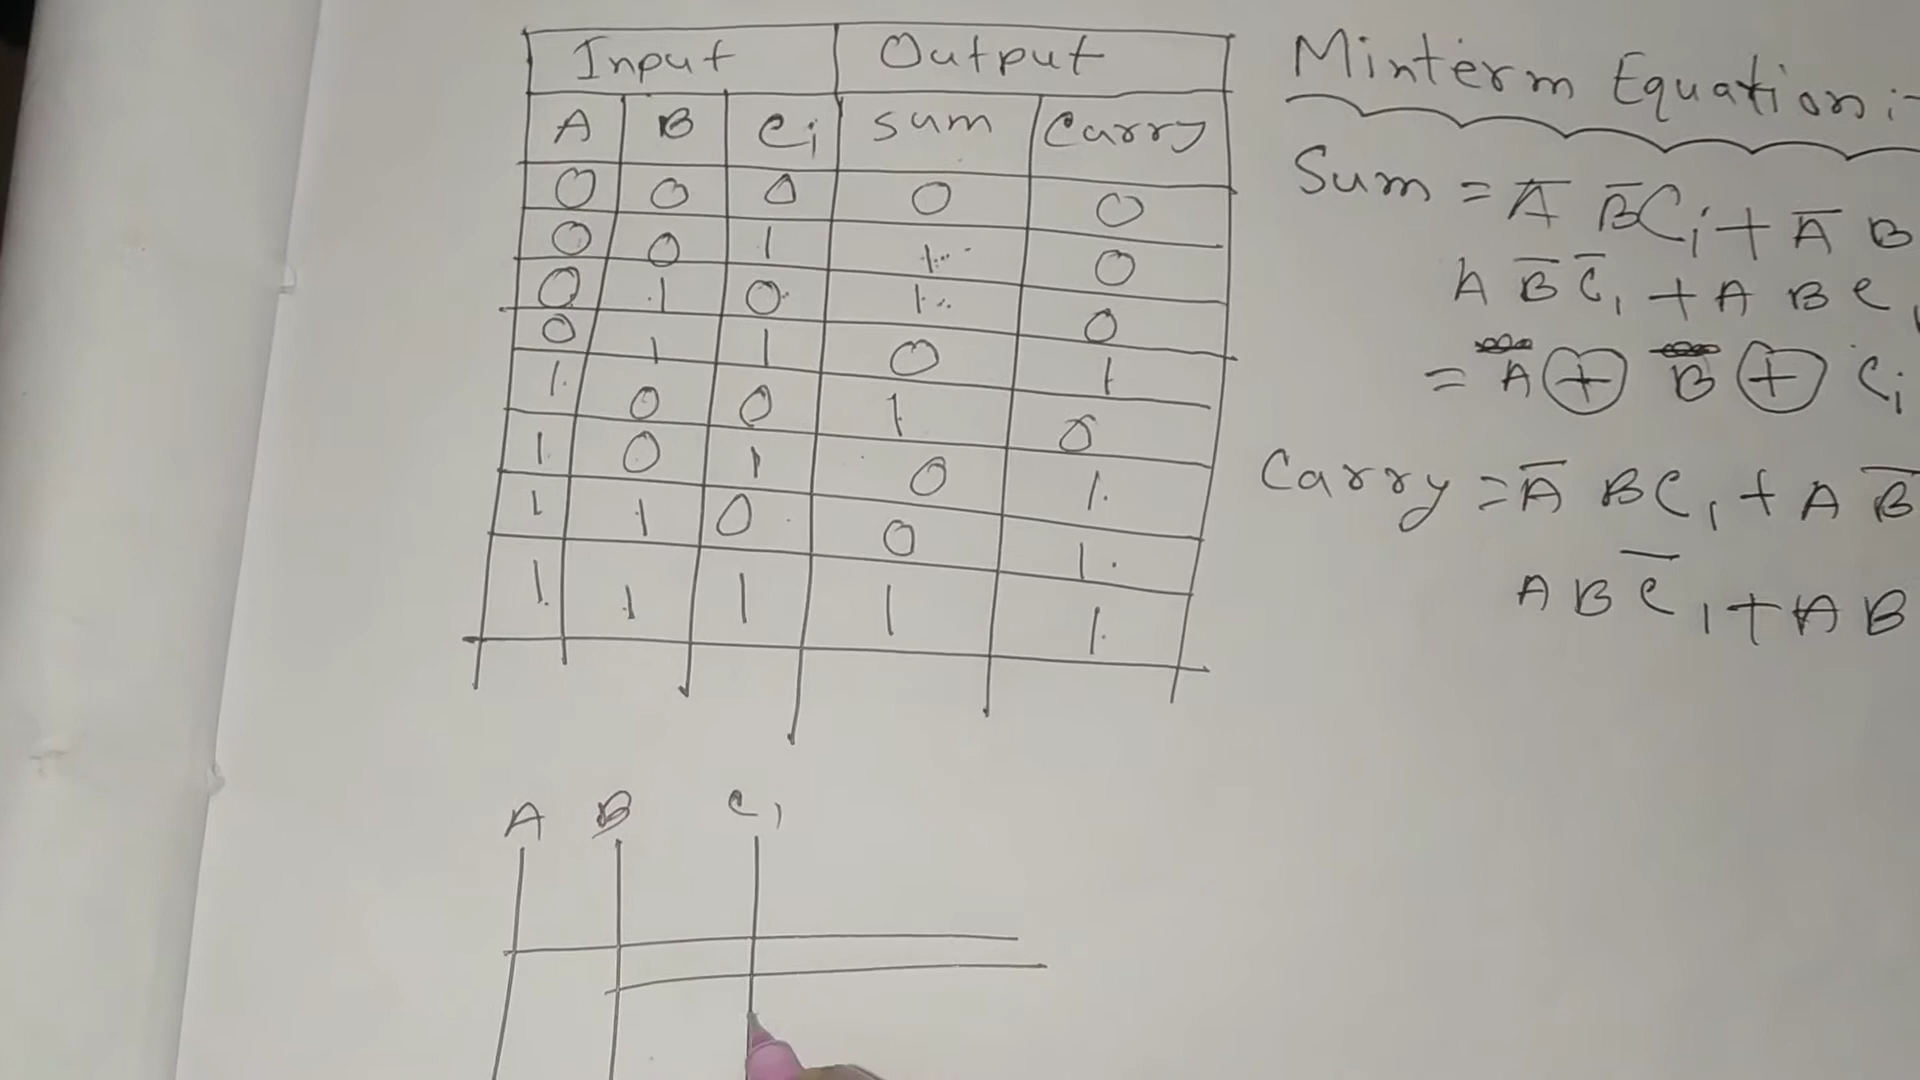 Input Output
A B Ci sum Carry
0 0 0 0 0
0 0 1 1 0
0 1 0 1 0
0 1 1 0 1
1 0 0 1 0
1 0 1 0 1
1 1 0 0 1
1 1 1 1 1
Minterm Equation:-
Sum = A̅ B̅Ci + A̅ B
A B̅ C̅i + A B Ci
= A ⊕ B ⊕ Ci
Carry = A̅ BCi + A B̅
A B C̅i + A B
A B Ci